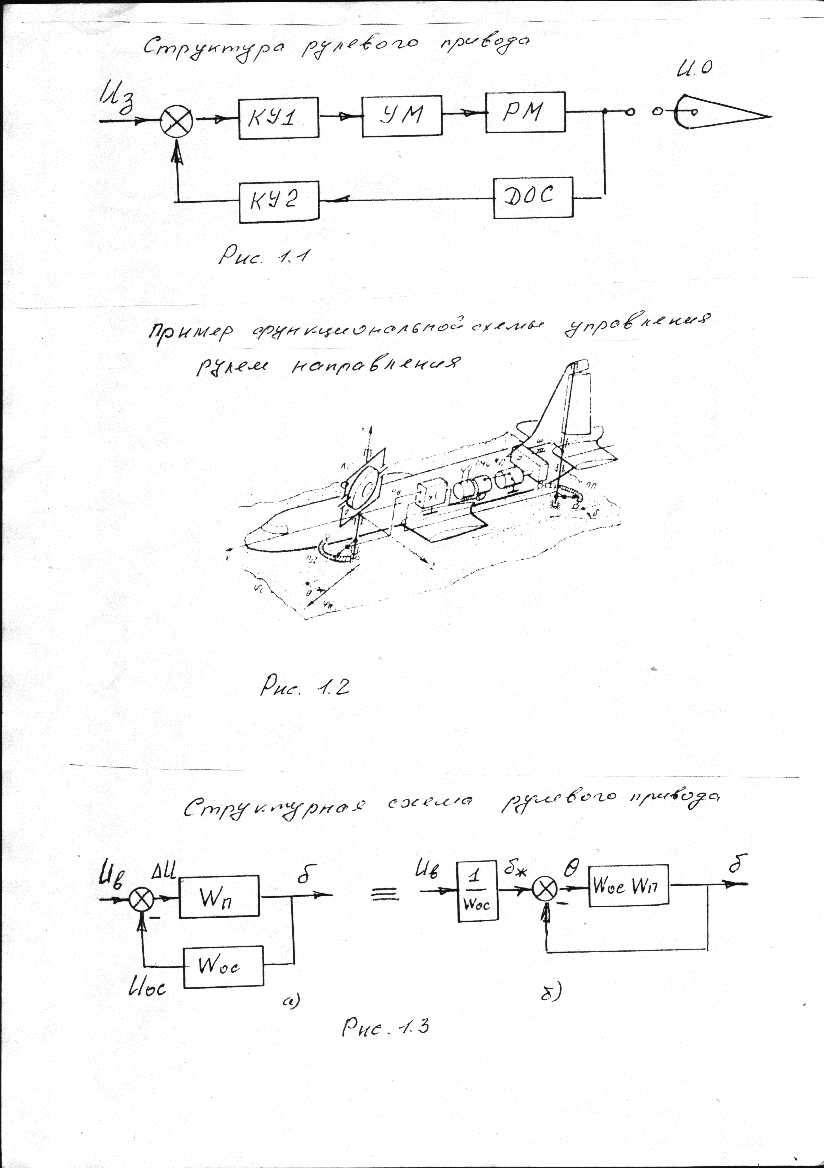 Структура рулевого привода
И.О
Uз
КУ1
УМ
РМ
КУ2
ДОС
Рис. 1.1
Пример функциональной схемы управления
рулем направления
Рис. 1.2
Структурная схема рулевого привода
Uв
ΔU
Wп
δ
≡
Uв
1
Wос
δж
θ
Wос Wп
δ
-
-
Wос
Uос
а)
б)
Рис. 1.3